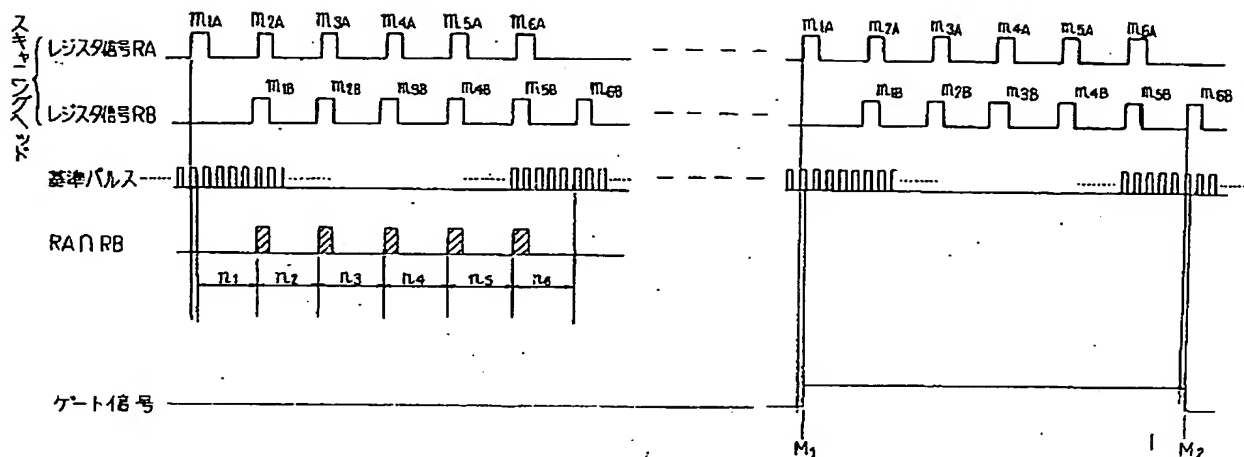 m1A m2A m3A m4A m5A m6A m1A m2A m3A m4A m5A m6A
スキャニングヘッド
レジスタ信号RA
m1B m2B m3B m4B m5B m6B m1B m2B m3B m4B m5B m6B
レジスタ信号RB
基準パルス
RA∩RB
n1 n2 n3 n4 n5 n6
ゲート信号
M1 M2